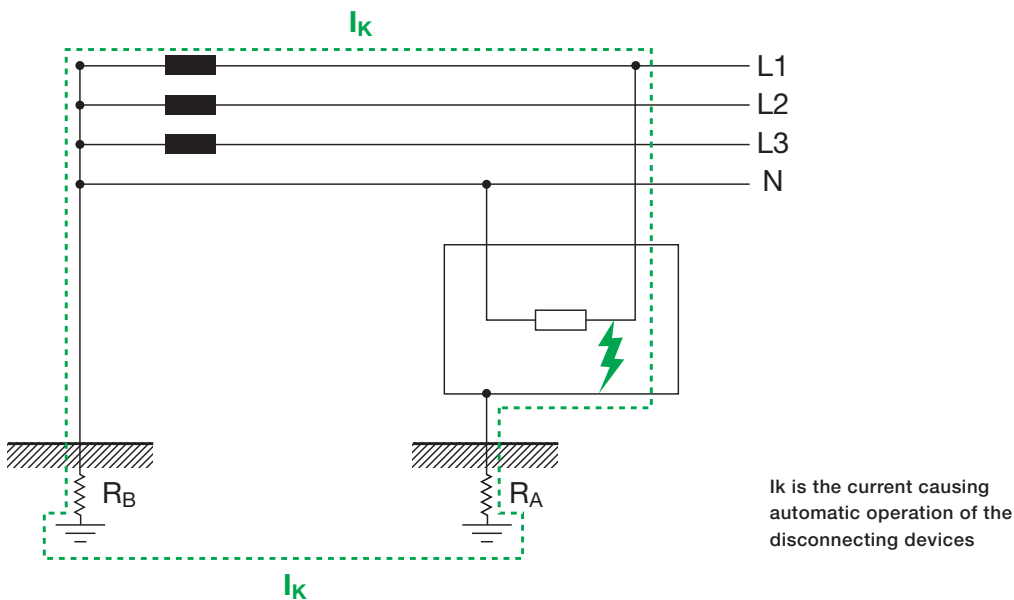 IK
L1
L2
L3
N
RB
RA
Ik is the current causing
automatic operation of the
disconnecting devices
IK